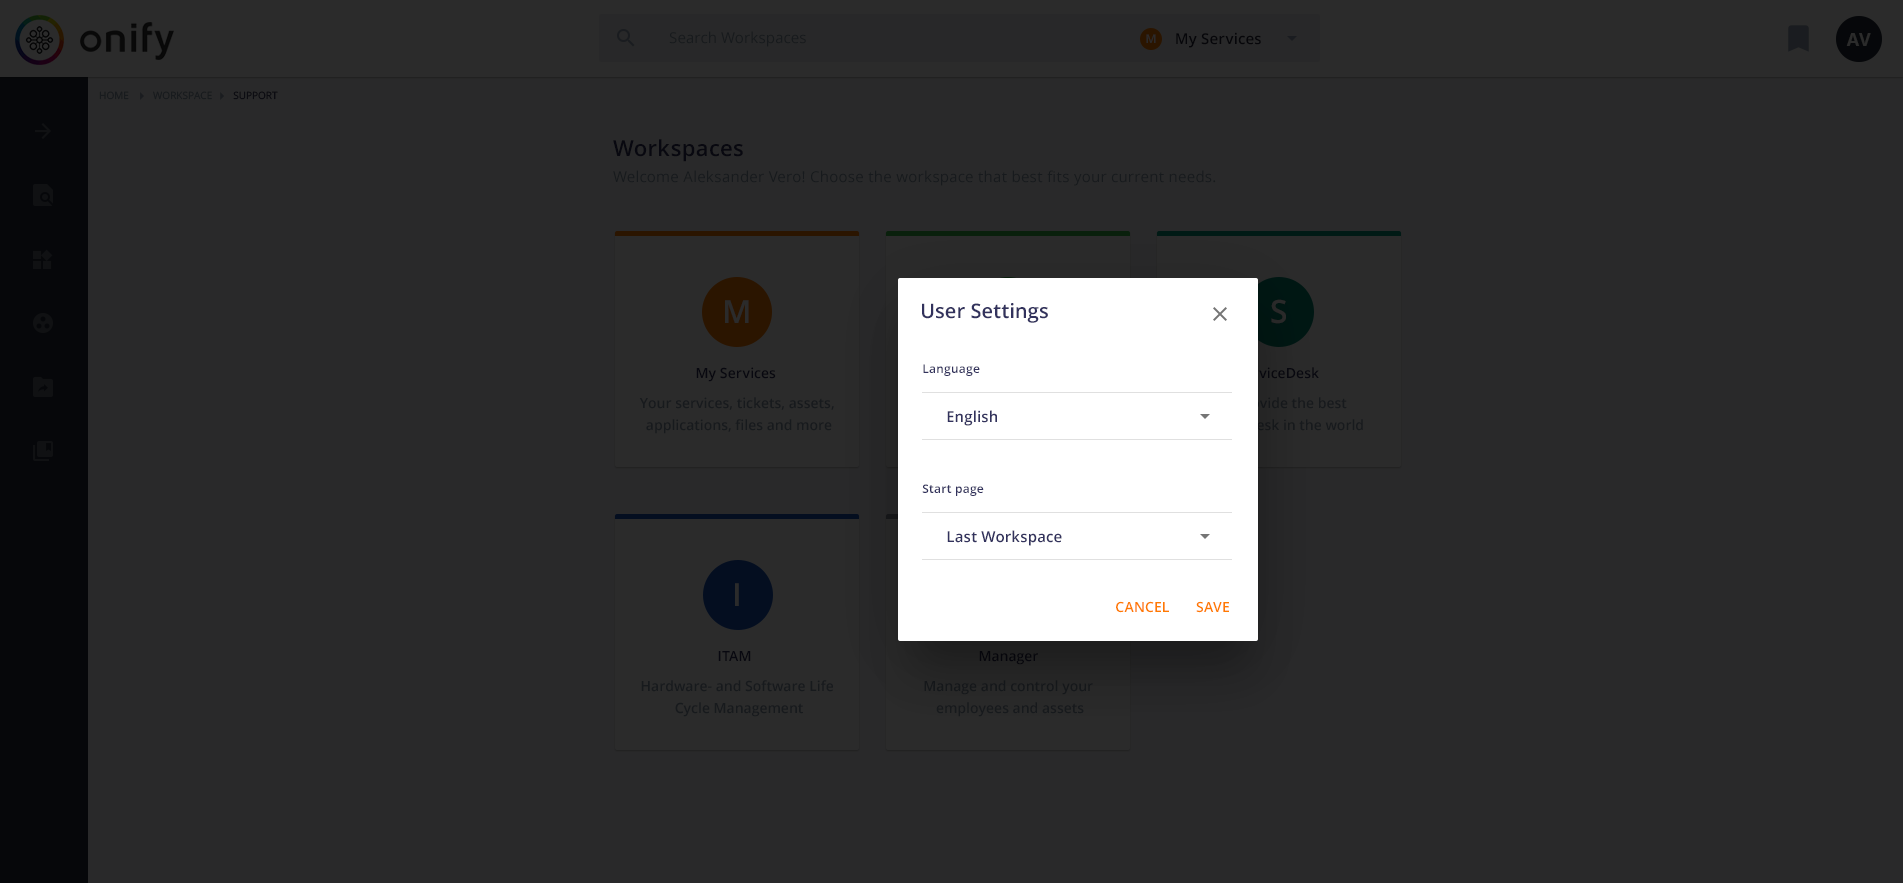 onify
Search Workspaces
M My Services
AV
HOME WORKSPACE SUPPORT
Workspaces
Welcome Aleksander Vero! Choose the workspace that best fits your current needs.
M
My Services
Your services, tickets, assets,
applications, files and more
S
viceDesk
vide the best
esk in the world
User Settings
Language
English
Start page
Last Workspace
CANCEL SAVE
I
ITAM
Hardware- and Software Life
Cycle Management
Manager
Manage and control your
employees and assets